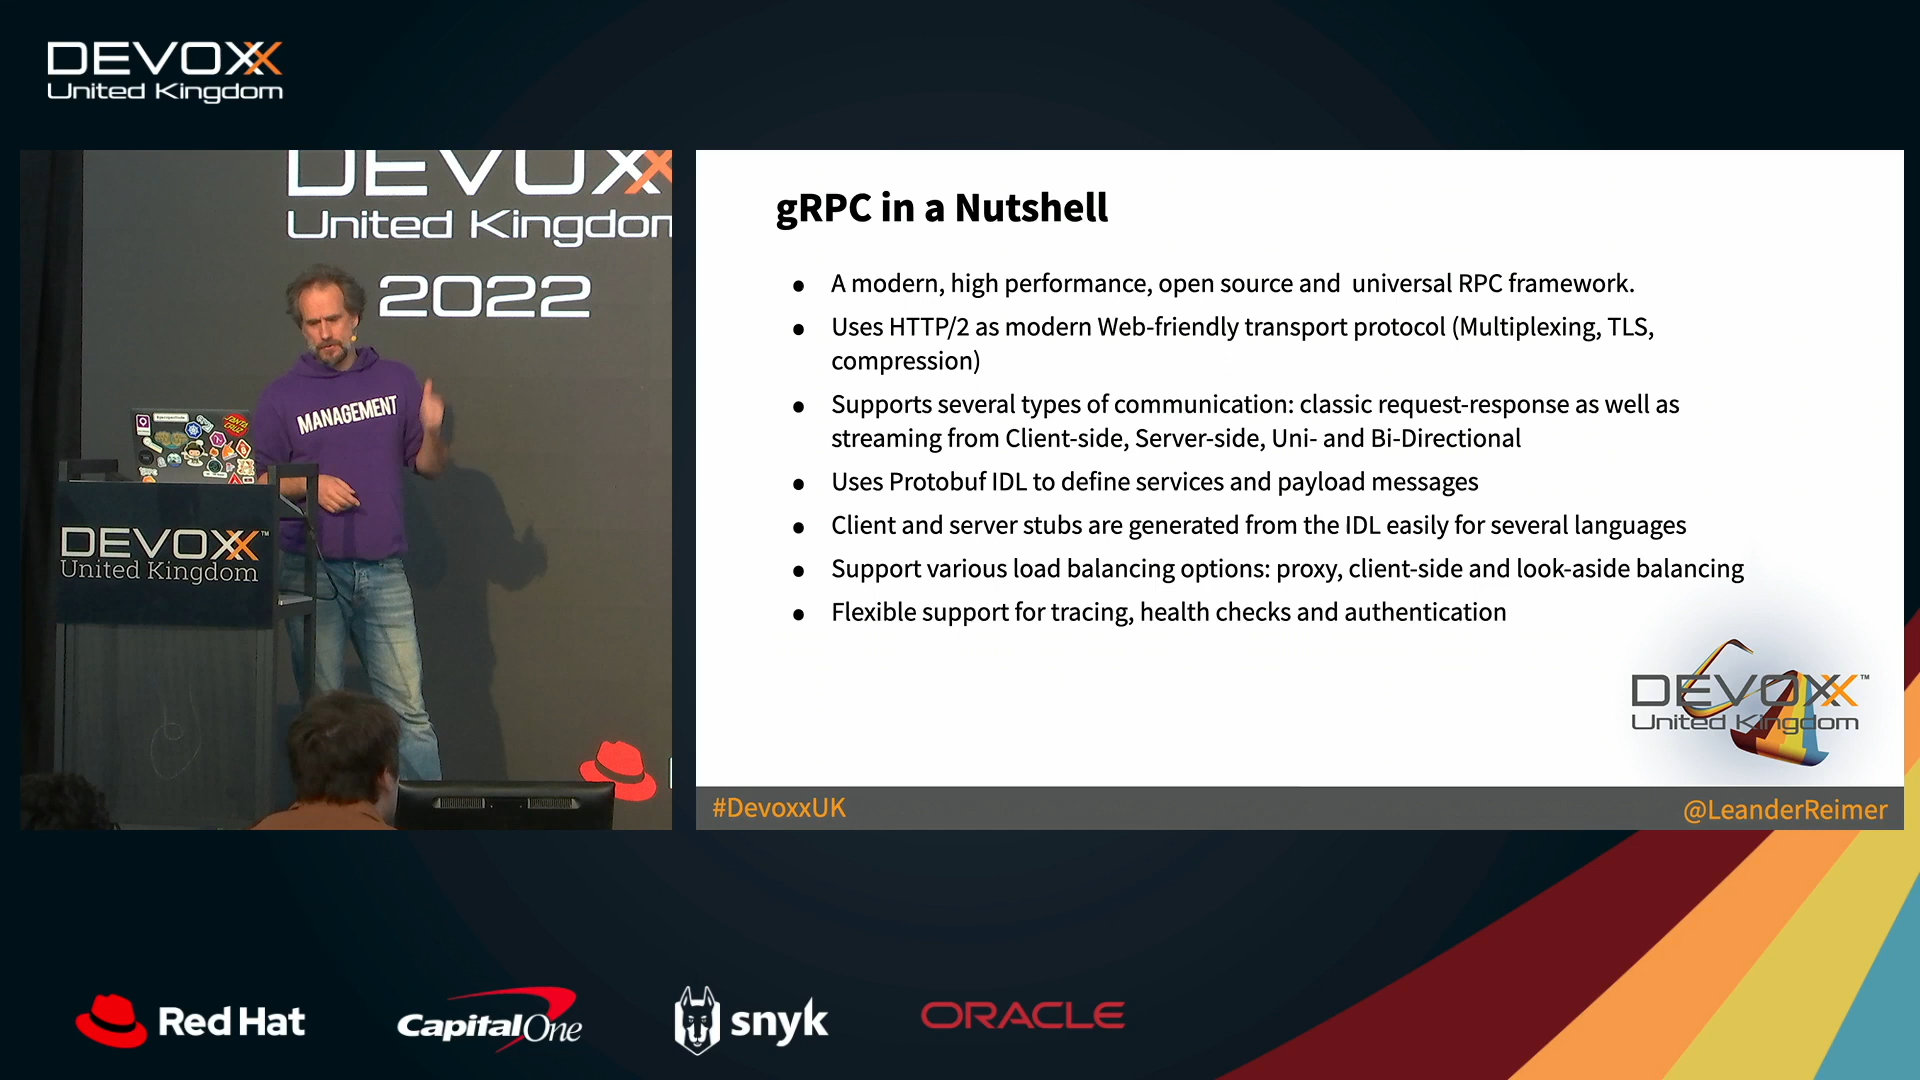 DEVOXX
United Kingdom
DEVOXX
United Kingdom
2022
MANAGEMENT
DEVOXX™
United Kingdom
gRPC in a Nutshell
● A modern, high performance, open source and universal RPC framework.
● Uses HTTP/2 as modern Web-friendly transport protocol (Multiplexing, TLS,
compression)
● Supports several types of communication: classic request-response as well as
streaming from Client-side, Server-side, Uni- and Bi-Directional
● Uses Protobuf IDL to define services and payload messages
● Client and server stubs are generated from the IDL easily for several languages
● Support various load balancing options: proxy, client-side and look-aside balancing
● Flexible support for tracing, health checks and authentication
DEVOXX™
United Kingdom
#DevoxxUK
@LeanderReimer
Red Hat
CapitalOne
snyk
ORACLE